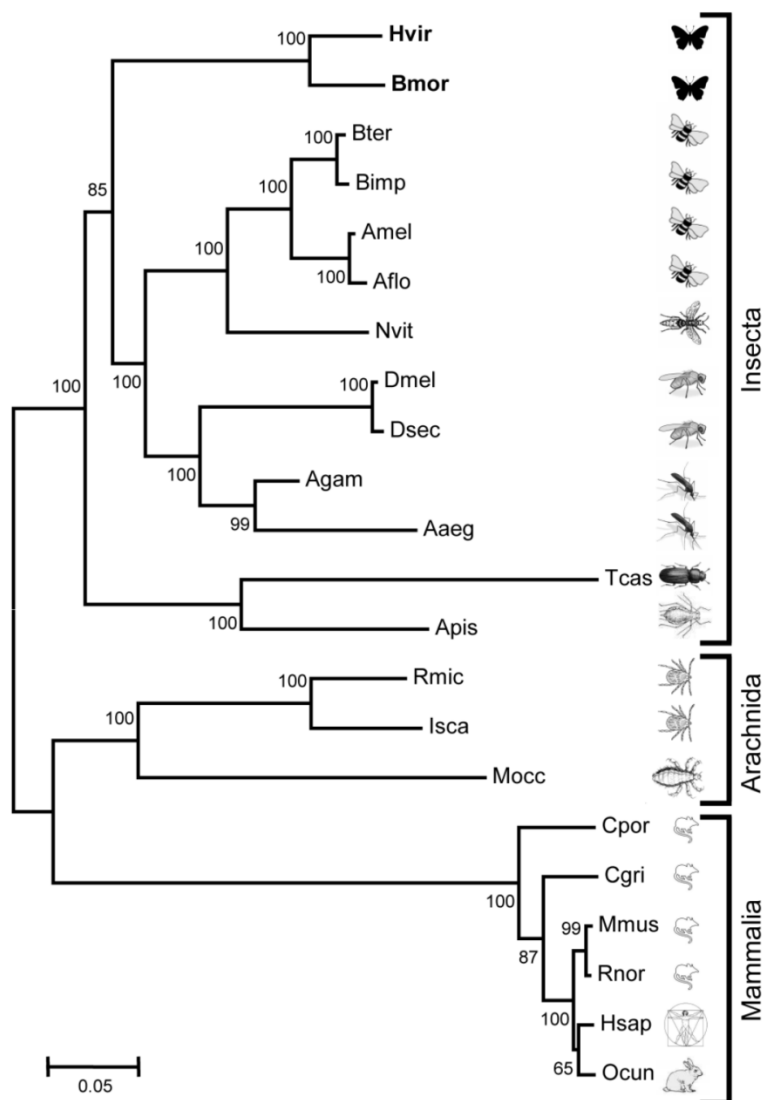 100
Hvir
Bmor
100
Bter
Bimp
85
100
100
Amel
Aflo
100
Nvit
100
100
Dmel
Dsec
100
Agam
100
99
Aaeg
Tcas
100
Apis
Insecta
100
Rmic
Isca
100
Mocc
Arachnida
Cpor
100
Cgri
99
Mmus
87
Rnor
100
Hsap
65
Ocun
Mammalia
0.05